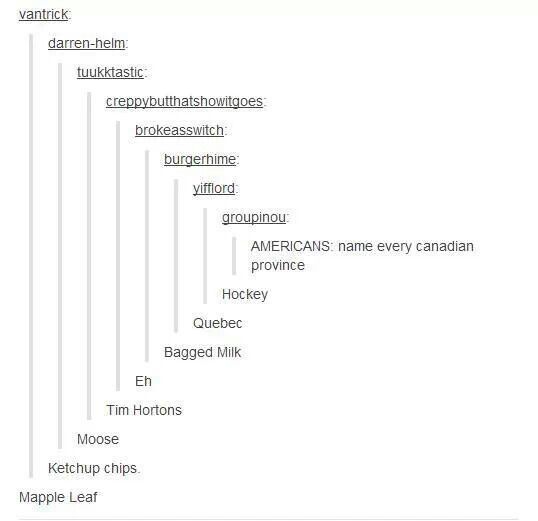 vantrick:
darren-helm:
tuukktastic:
creppybutthatshowitgoes:
brokeasswitch:
burgerhime:
yifflord:
groupinou:
AMERICANS: name every canadian
province
Hockey
Quebec
Bagged Milk
Eh
Tim Hortons
Moose
Ketchup chips.
Mapple Leaf